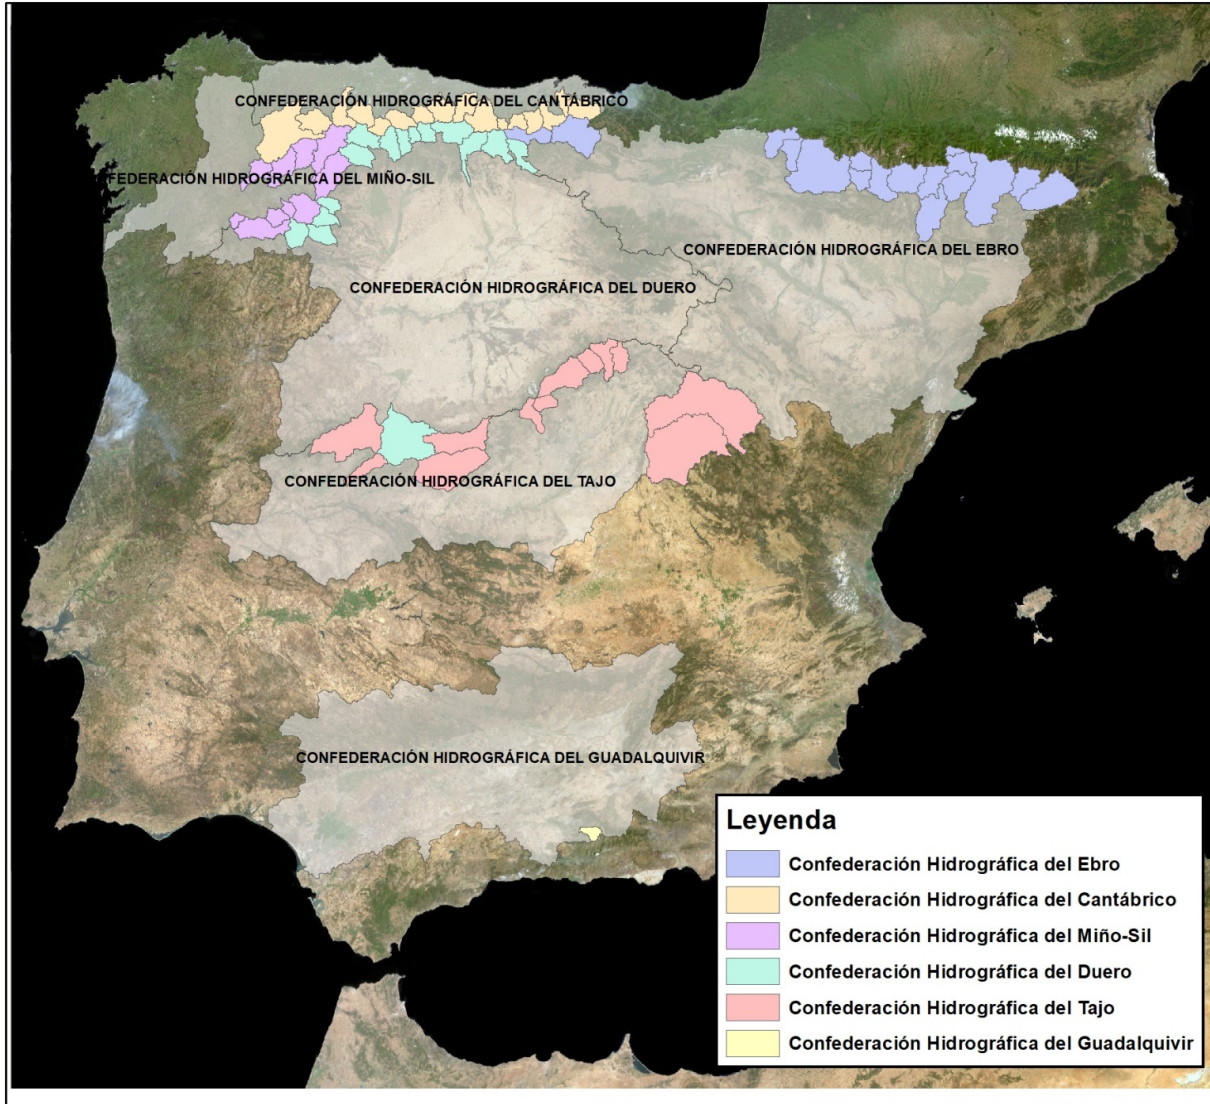 CONFEDERACIÓN HIDROGRÁFICA DEL CANTÁBRICO
FEDERACIÓN HIDROGRÁFICA DEL MIÑO-SIL
CONFEDERACIÓN HIDROGRÁFICA DEL EBRO
CONFEDERACIÓN HIDROGRÁFICA DEL DUERO
CONFEDERACIÓN HIDROGRÁFICA DEL TAJO
CONFEDERACIÓN HIDROGRÁFICA DEL GUADALQUIVIR
Leyenda
Confederación Hidrográfica del Ebro
Confederación Hidrográfica del Cantábrico
Confederación Hidrográfica del Miño-Sil
Confederación Hidrográfica del Duero
Confederación Hidrográfica del Tajo
Confederación Hidrográfica del Guadalquivir